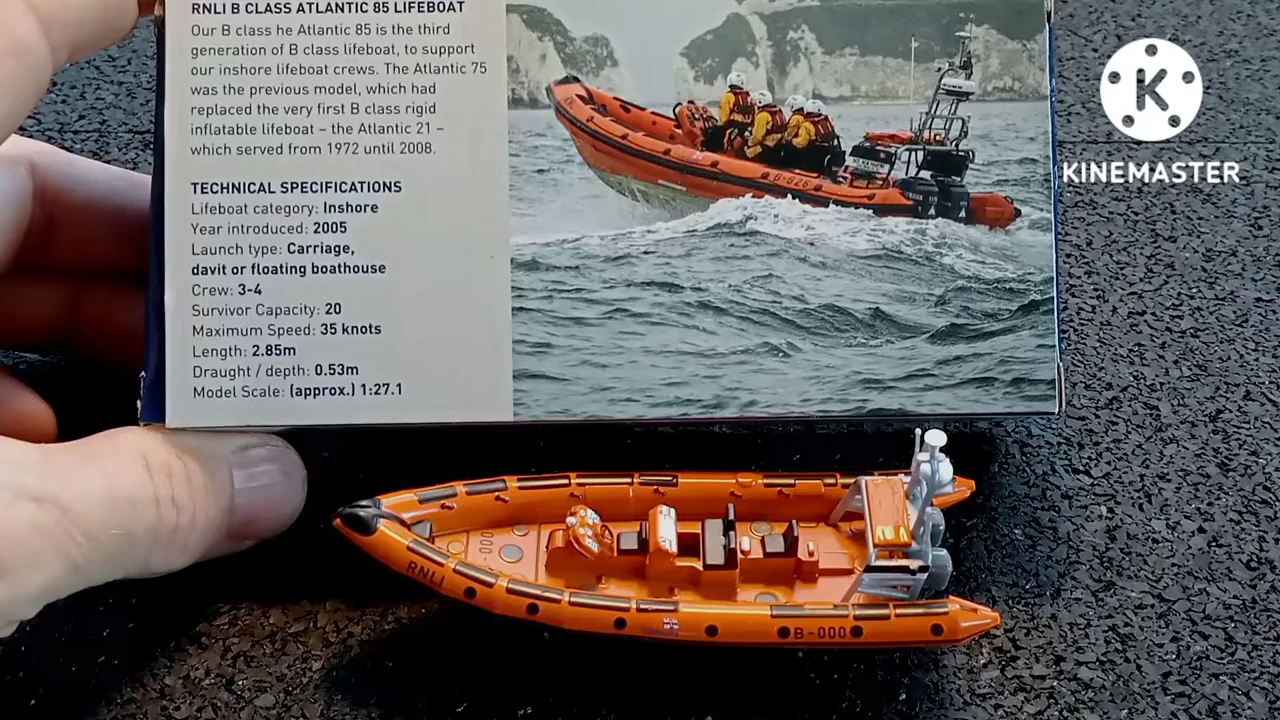 RNLI B CLASS ATLANTIC 85 LIFEBOAT
Our B class he Atlantic 85 is the third
generation of B class lifeboat, to support
our inshore lifeboat crews. The Atlantic 75
was the previous model, which had
replaced the very first B class rigid
inflatable lifeboat – the Atlantic 21 –
which served from 1972 until 2008.
TECHNICAL SPECIFICATIONS
Lifeboat category: Inshore
Year introduced: 2005
Launch type: Carriage,
davit or floating boathouse
Crew: 3-4
Survivor Capacity: 20
Maximum Speed: 35 knots
Length: 2.85m
Draught / depth: 0.53m
Model Scale: (approx.) 1:27.1
B-826
K
KINEMASTER
000-
RNLI
B-000